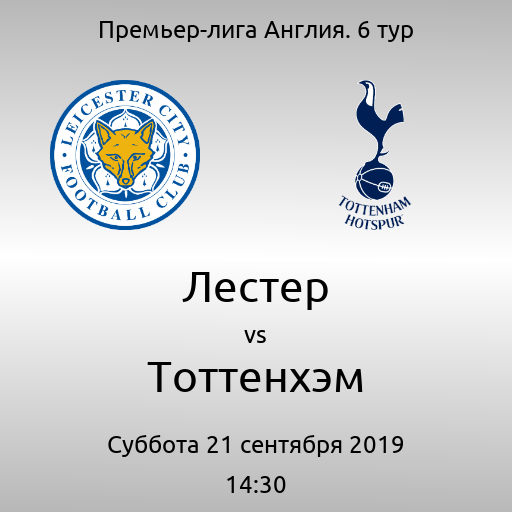 Премьер-лига Англия. 6 тур
LEICESTER CITY
FOOTBALL CLUB
TOTTENHAM
HOTSPUR
Лестер
vs
Тоттенхэм
Суббота 21 сентября 2019
14:30